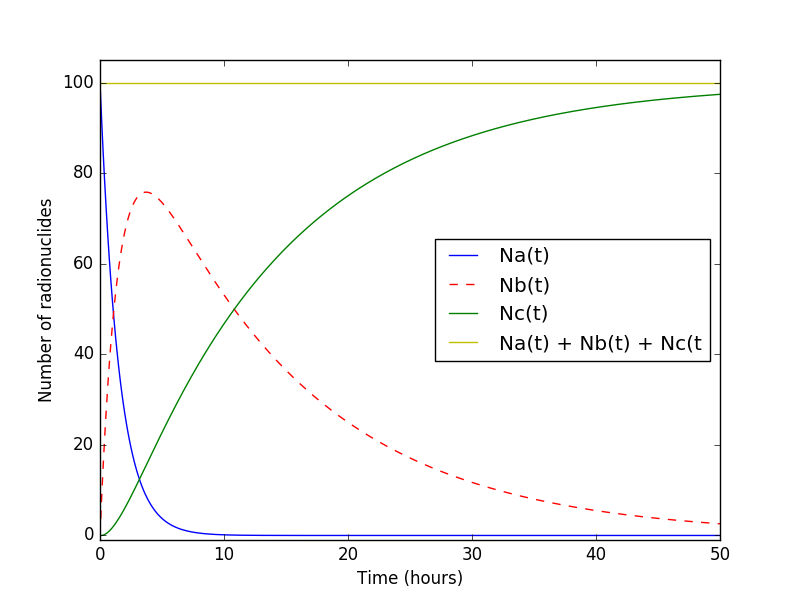 100
80
60
40
20
0
Number of radionuclides
Na(t)
Nb(t)
Nc(t)
Na(t) + Nb(t) + Nc(t
0 10 20 30 40 50
Time (hours)